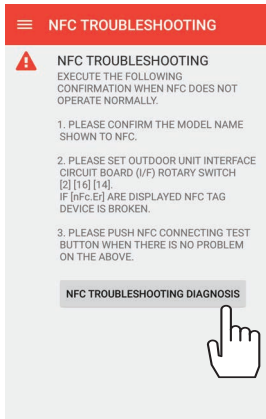 NFC TROUBLESHOOTING
NFC TROUBLESHOOTING
EXECUTE THE FOLLOWING
CONFIRMATION WHEN NFC DOES NOT
OPERATE NORMALLY.
1. PLEASE CONFIRM THE MODEL NAME
SHOWN TO NFC.
2. PLEASE SET OUTDOOR UNIT INTERFACE
CIRCUIT BOARD (I/F) ROTARY SWITCH
[2] [16] [14].
IF [nFc.Er] ARE DISPLAYED NFC TAG
DEVICE IS BROKEN.
3. PLEASE PUSH NFC CONNECTING TEST
BUTTON WHEN THERE IS NO PROBLEM
ON THE ABOVE.
NFC TROUBLESHOOTING DIAGNOSIS